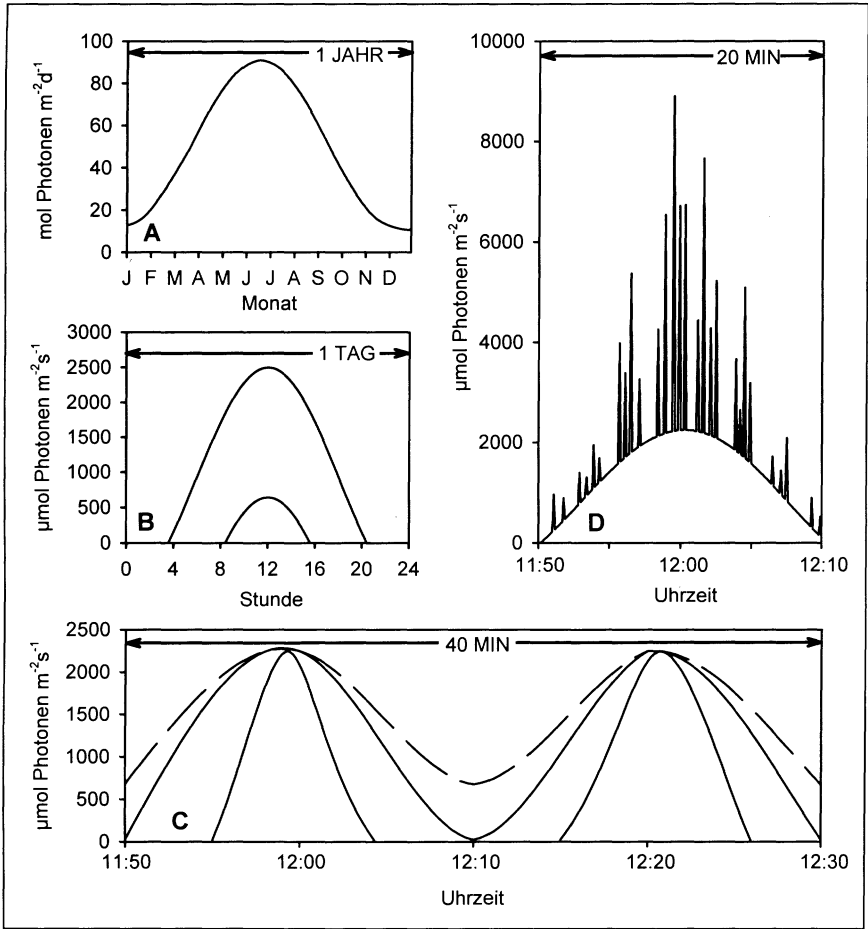 mol Photonen m⁻²d⁻¹
100
80
60
40
20
0
1 JAHR
A
J F M A M J J A S O N D
Monat
µmol Photonen m⁻²s⁻¹
3000
2500
2000
1500
1000
500
0
1 TAG
B
0 4 8 12 16 20 24
Stunde
µmol Photonen m⁻²s⁻¹
10000
8000
6000
4000
2000
0
20 MIN
D
11:50 12:00 12:10
Uhrzeit
µmol Photonen m⁻²s⁻¹
2500
2000
1500
1000
500
0
40 MIN
C
11:50 12:00 12:10 12:20 12:30
Uhrzeit